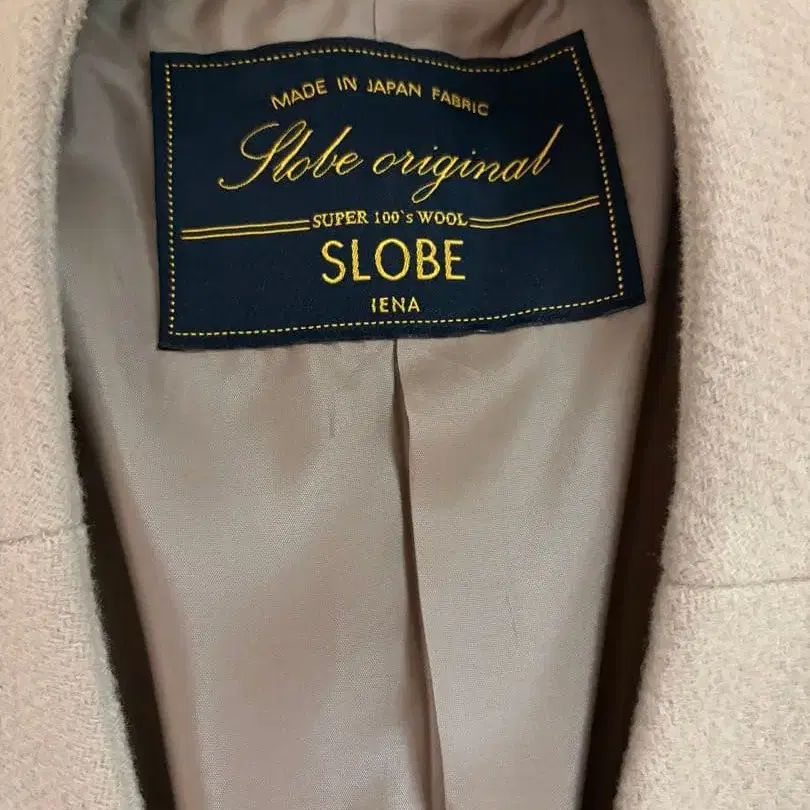 MADE IN JAPAN FABRIC
Slobe original
SUPER 100's WOOL
SLOBE
IENA